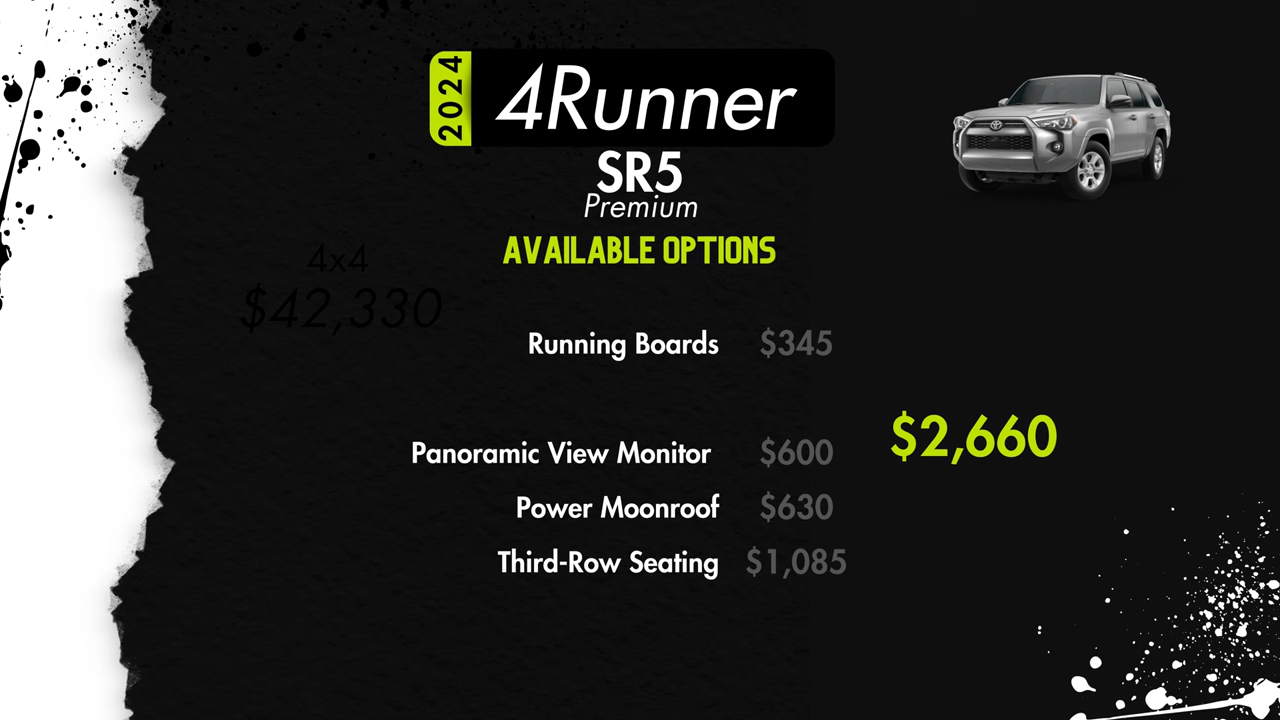 2024
4Runner
SR5
Premium
AVAILABLE OPTIONS
4x4
$42,330
Running Boards $345
$2,660
Panoramic View Monitor $600
Power Moonroof $630
Third-Row Seating $1,085